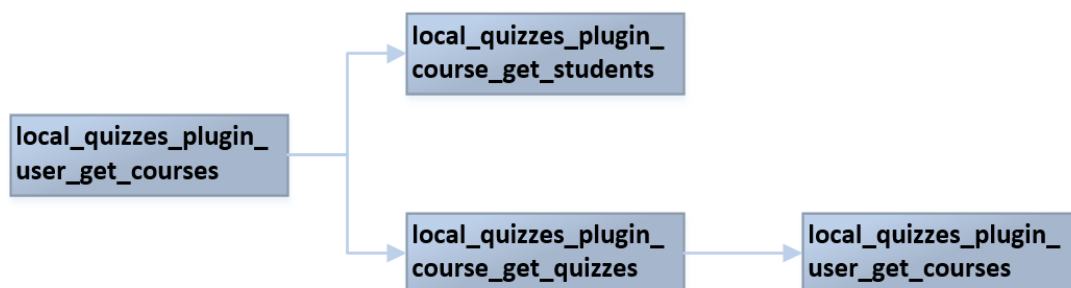 local_quizzes_plugin_
course_get_students
local_quizzes_plugin_
user_get_courses
local_quizzes_plugin_
course_get_quizzes
local_quizzes_plugin_
user_get_courses